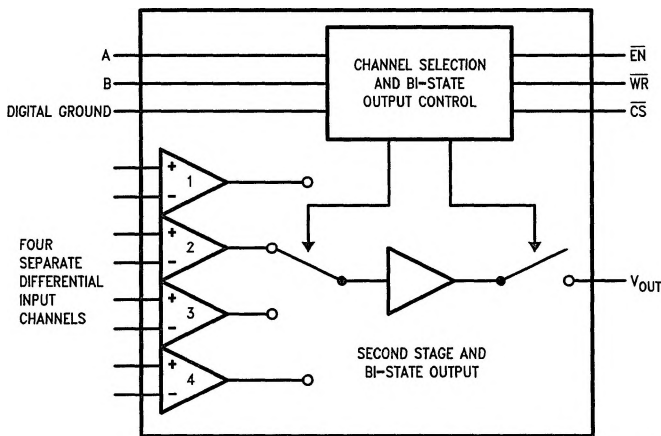 A
B
DIGITAL GROUND
CHANNEL SELECTION
AND BI-STATE
OUTPUT CONTROL
EN
WR
CS
+
-
1
+
-
2
+
-
3
+
-
4
FOUR
SEPARATE
DIFFERENTIAL
INPUT
CHANNELS
SECOND STAGE AND
BI-STATE OUTPUT
VOUT